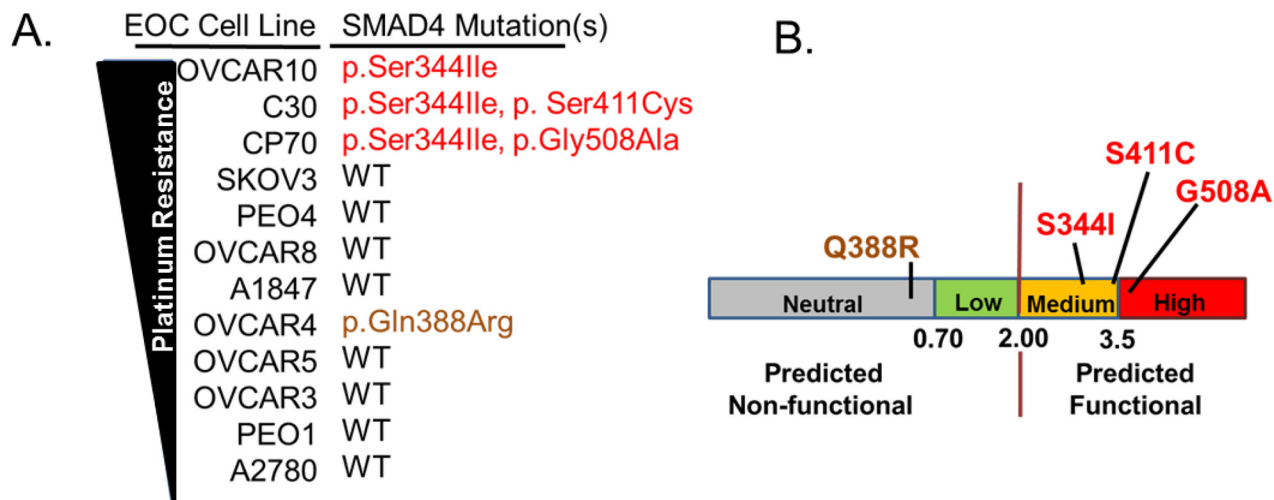 A.
EOC Cell Line SMAD4 Mutation(s)
Platinum Resistance
OVCAR10 p.Ser344Ile
C30 p.Ser344Ile, p. Ser411Cys
CP70 p.Ser344Ile, p.Gly508Ala
SKOV3 WT
PEO4 WT
OVCAR8 WT
A1847 WT
OVCAR4 p.Gln388Arg
OVCAR5 WT
OVCAR3 WT
PEO1 WT
A2780 WT
B.
S411C
G508A
S344I
Q388R
Neutral Low Medium High
0.70 2.00 3.5
Predicted
Non-functional
Predicted
Functional